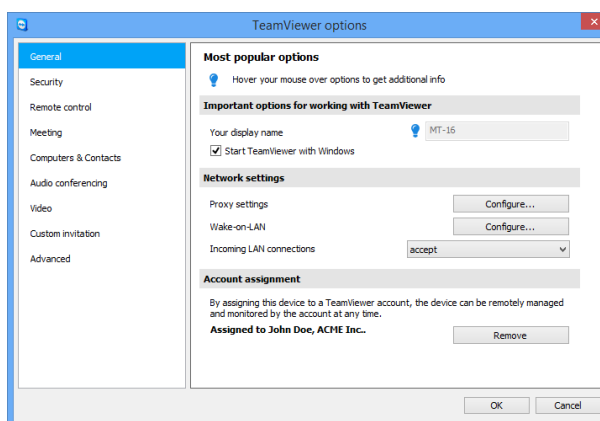 TeamViewer options
General
Security
Remote control
Meeting
Computers & Contacts
Audio conferencing
Video
Custom invitation
Advanced
Most popular options
Hover your mouse over options to get additional info
Important options for working with TeamViewer
Your display name
MT-16
Start TeamViewer with Windows
Network settings
Proxy settings
Configure...
Wake-on-LAN
Configure...
Incoming LAN connections
accept
Account assignment
By assigning this device to a TeamViewer account, the device can be remotely managed
and monitored by the account at any time.
Assigned to John Doe, ACME Inc..
Remove
OK
Cancel